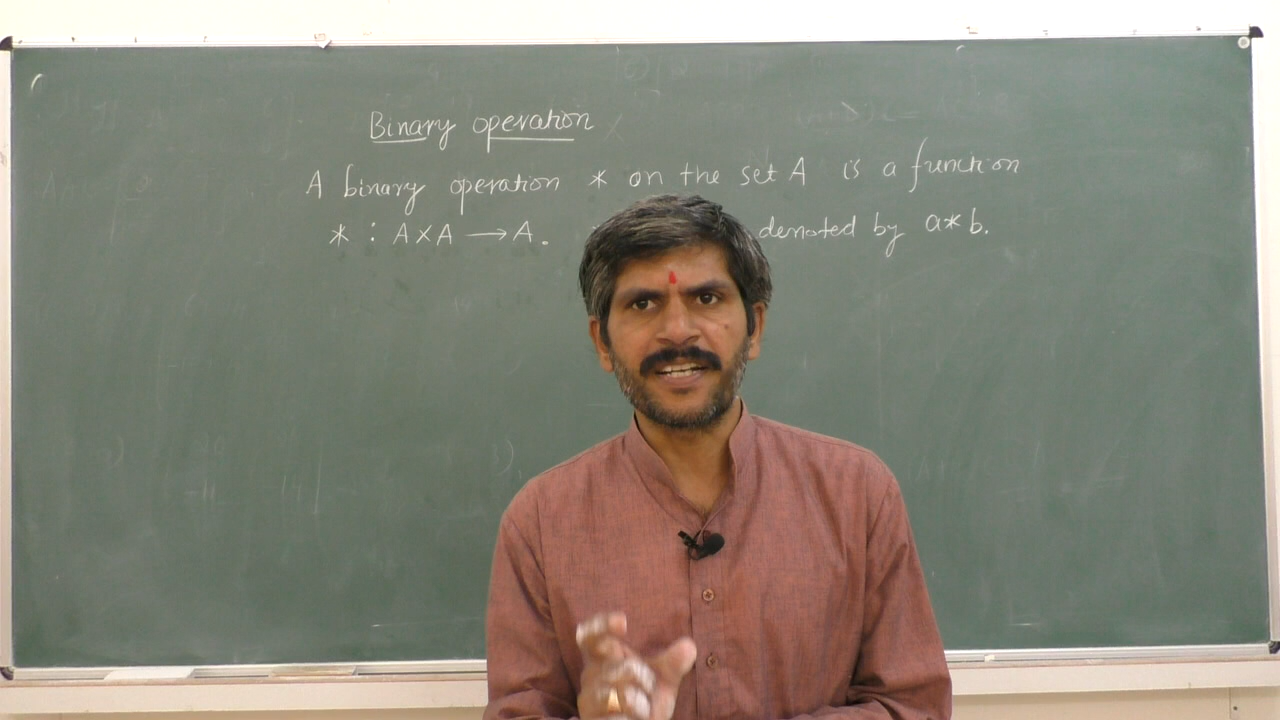 Binary operation
A binary operation * on the set A is a function
* : A×A → A. denoted by a*b.